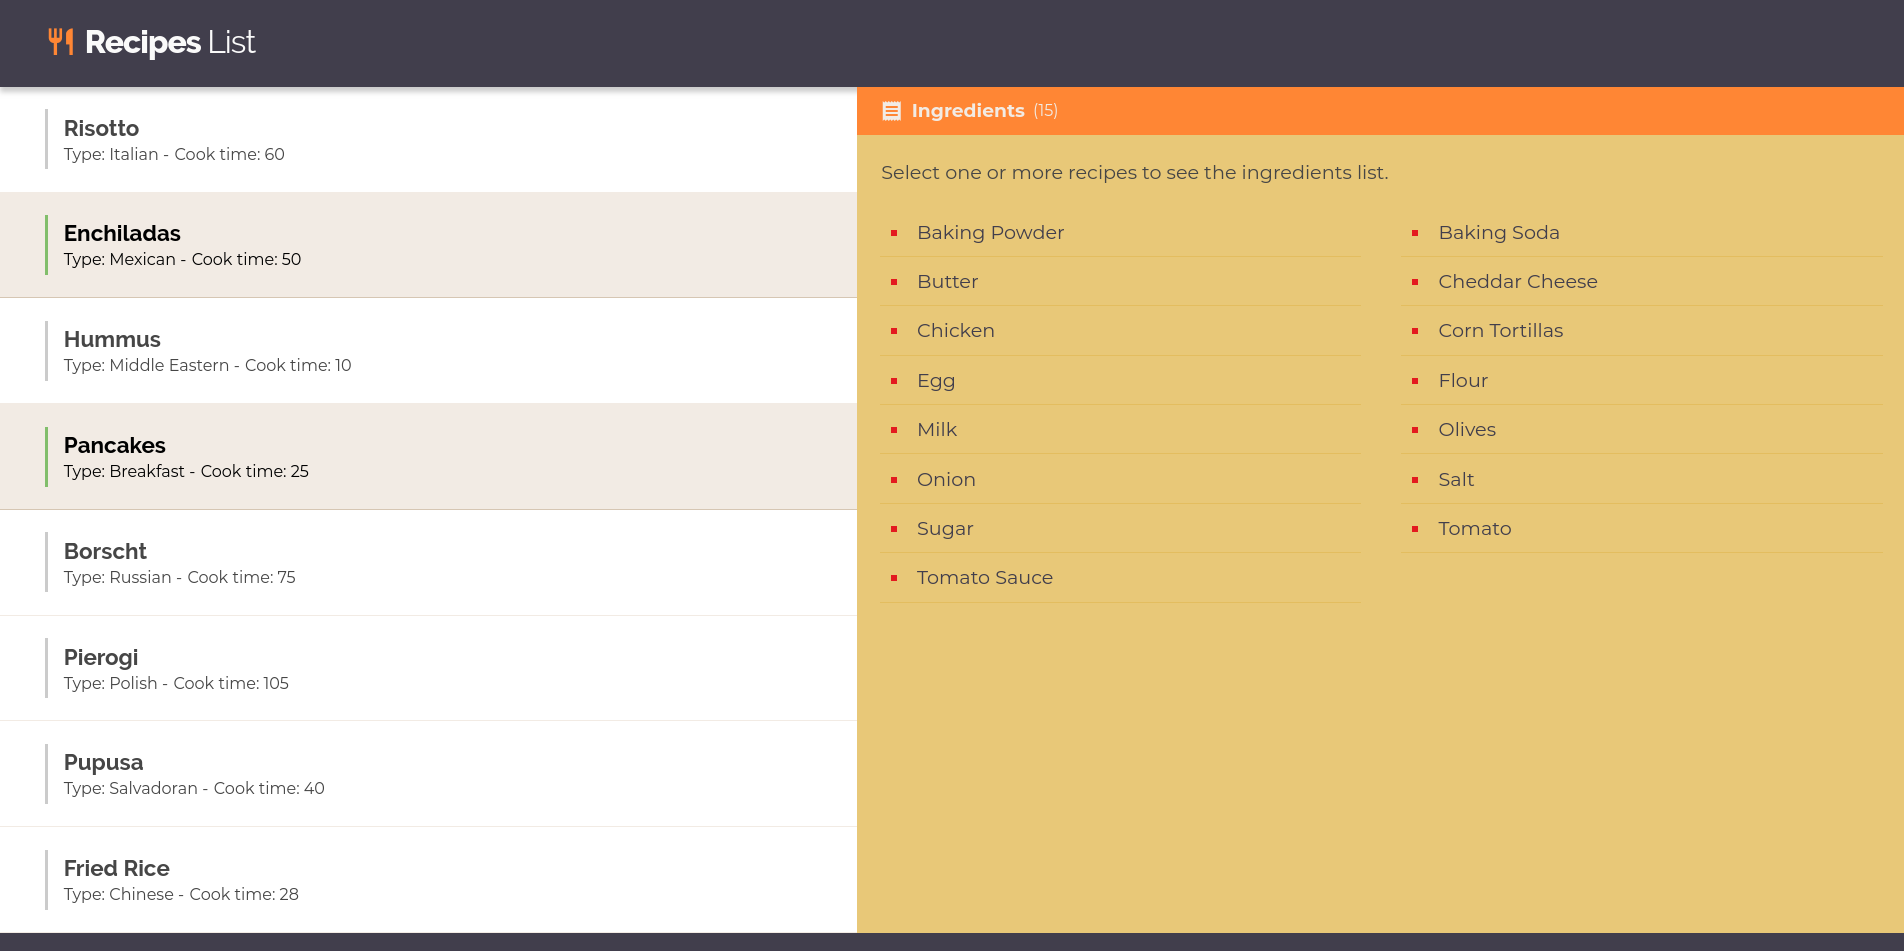 Recipes List
Risotto
Type: Italian - Cook time: 60
Enchiladas
Type: Mexican - Cook time: 50
Hummus
Type: Middle Eastern - Cook time: 10
Pancakes
Type: Breakfast - Cook time: 25
Borscht
Type: Russian - Cook time: 75
Pierogi
Type: Polish - Cook time: 105
Pupusa
Type: Salvadoran - Cook time: 40
Fried Rice
Type: Chinese - Cook time: 28
Ingredients (15)
Select one or more recipes to see the ingredients list.
Baking Powder
Baking Soda
Butter
Cheddar Cheese
Chicken
Corn Tortillas
Egg
Flour
Milk
Olives
Onion
Salt
Sugar
Tomato
Tomato Sauce